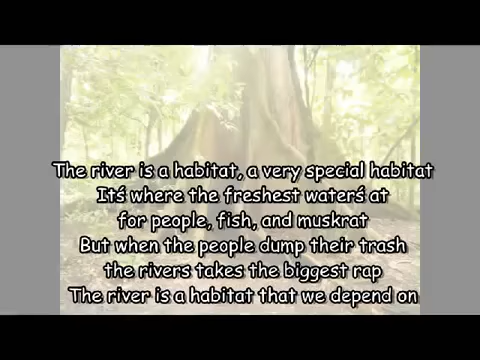 The river is a habitat, a very special habitat
Itś where the freshest waterś at
for people, fish, and muskrat
But when the people dump their trash
the rivers takes the biggest rap
The river is a habitat that we depend on